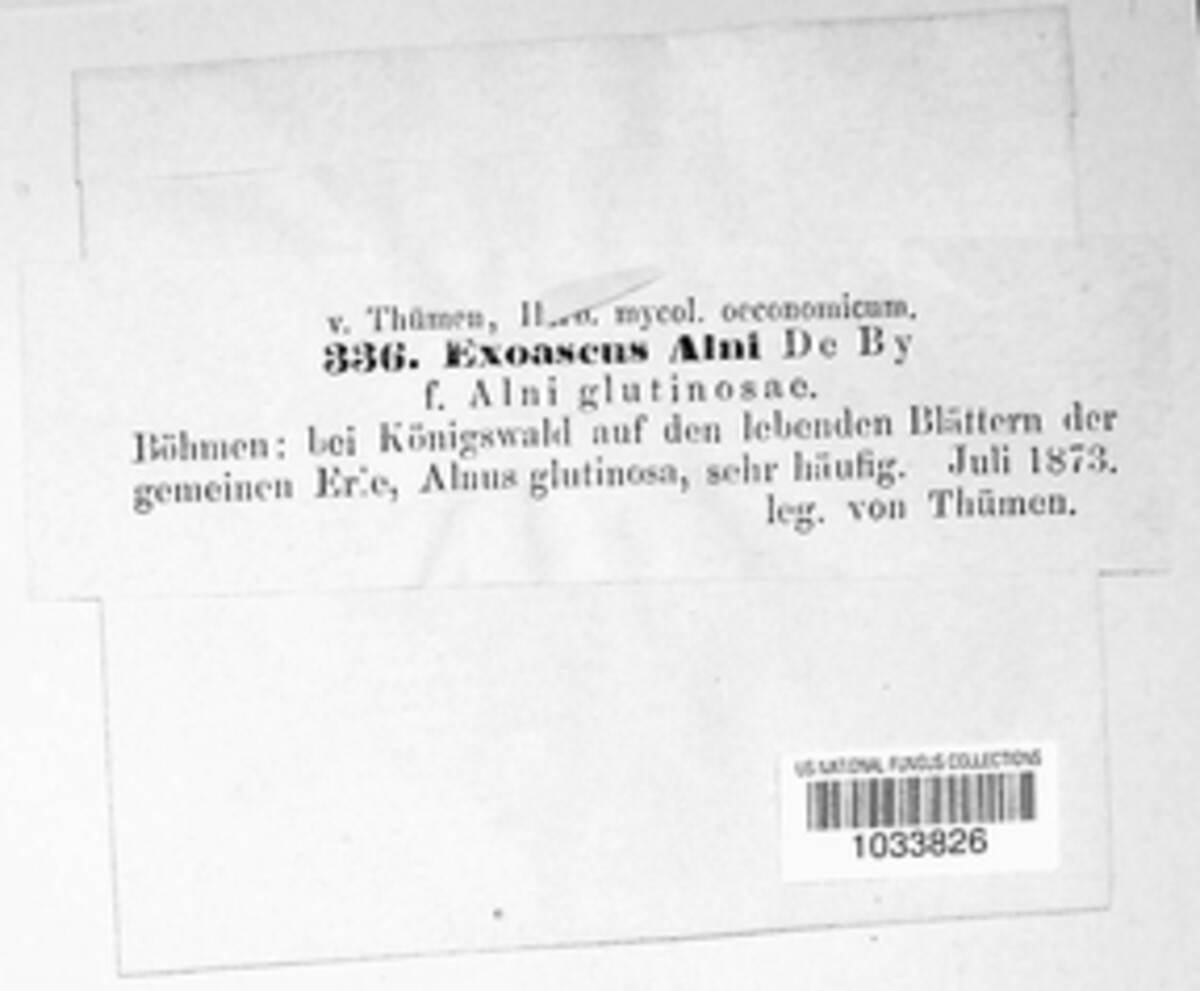 v. Thümen, mycol. oeconomicum.
336. Exoascus Alni De By
f. Alni glutinosae.
Böhmen: bei Königswald auf den lebenden Blättern der
gemeinen Erle, Alnus glutinosa, sehr häufig. Juli 1873.
leg. von Thümen.
US NATIONAL FUNGUS COLLECTIONS
1033826